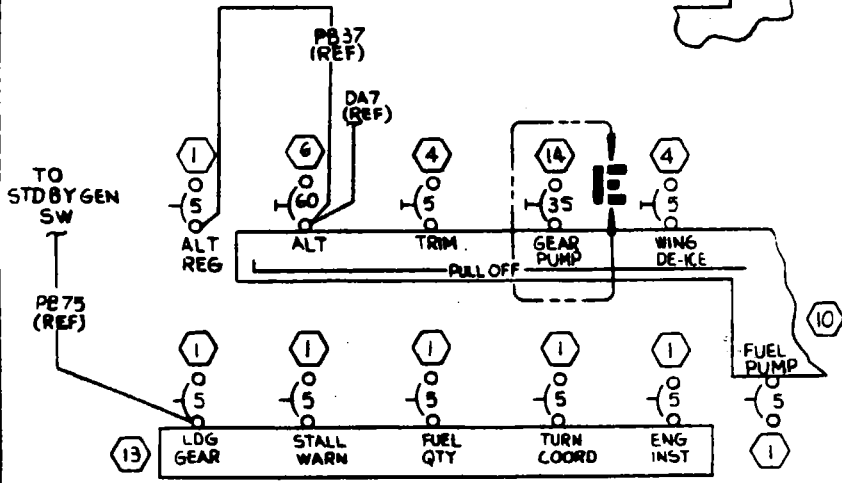 PB37
(REF)
DA7
(REF)
1
6
4
14
4
TO
STDBY GEN
SW
5
60
5
35
5
ALT
REG
ALT
TRIM
GEAR
PUMP
WING
DE-ICE
PULL OFF
PB75
(REF)
10
1
1
1
1
1
FUEL
PUMP
5
5
5
5
5
5
13
LDG
GEAR
STALL
WARN
FUEL
QTY
TURN
COORD
ENG
INST
1